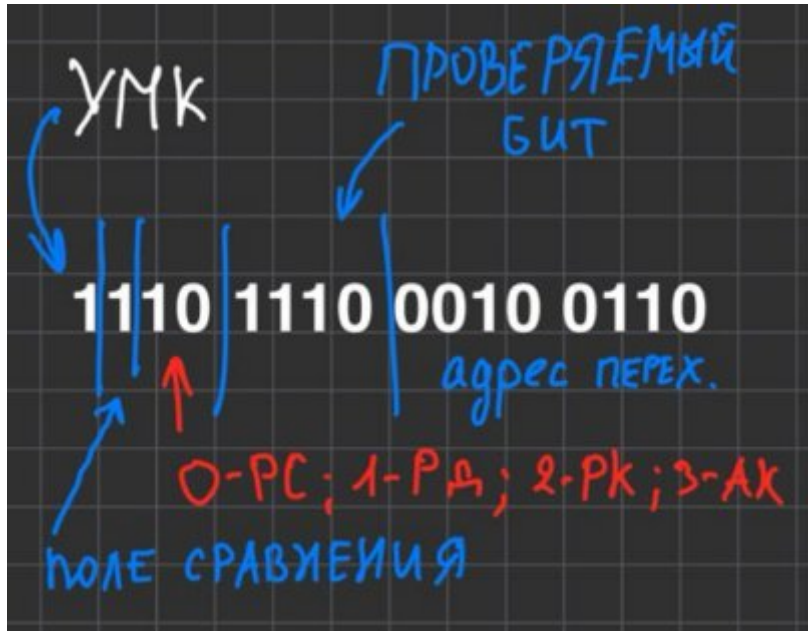 УМК
ПРОВЕРЯЕМЫЙ
БИТ
1110 1110 0010 0110
адрес ПЕРЕХ.
0-РС; 1-РД; 2-РК; 3-АК
ПОЛЕ СРАВНЕНИЯ